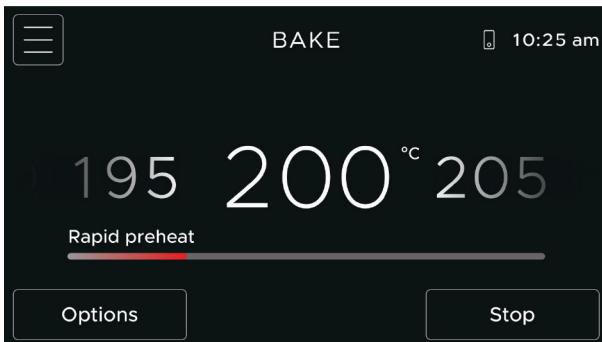 BAKE
10:25 am
195 200 °C 205
Rapid preheat
Options
Stop